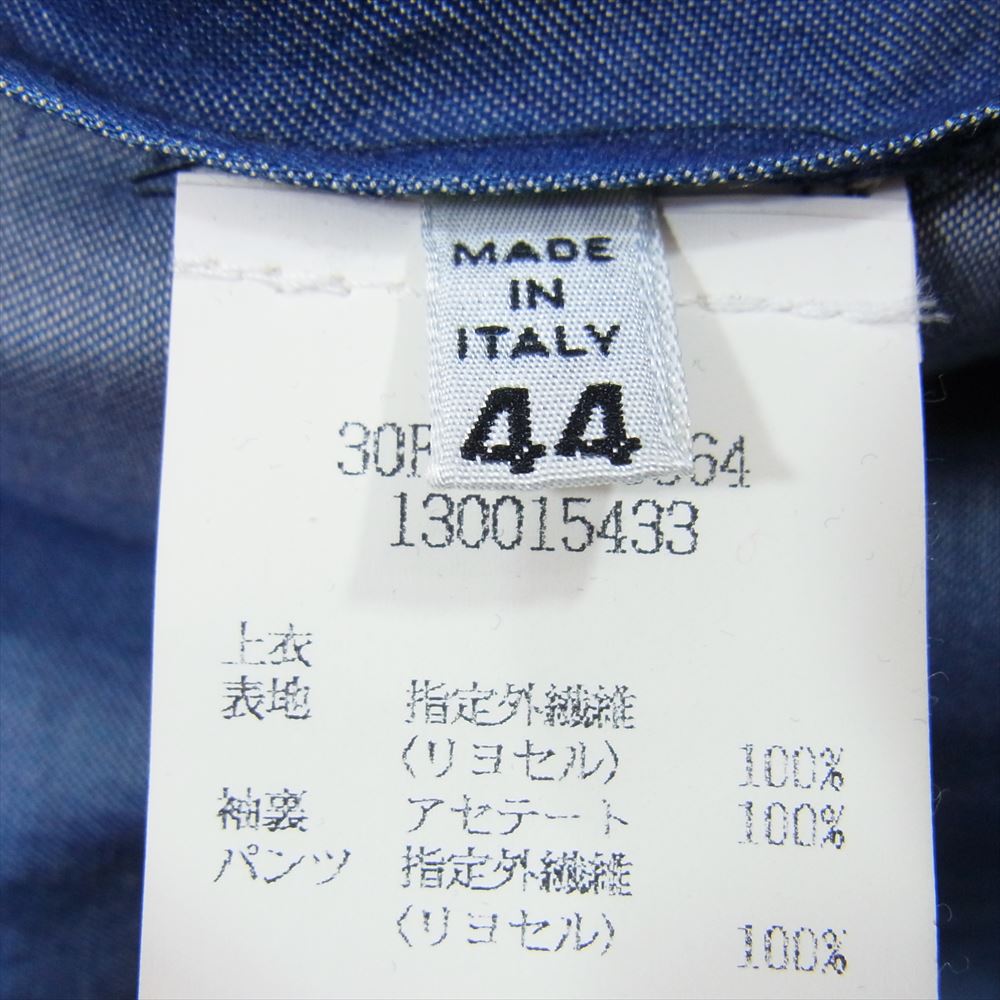 MADE
IN
ITALY
44
130015433
上衣
表地 指定外繊維
(リヨセル) 100%
袖裏 アセテート 100%
パンツ 指定外繊維
(リヨセル) 100%